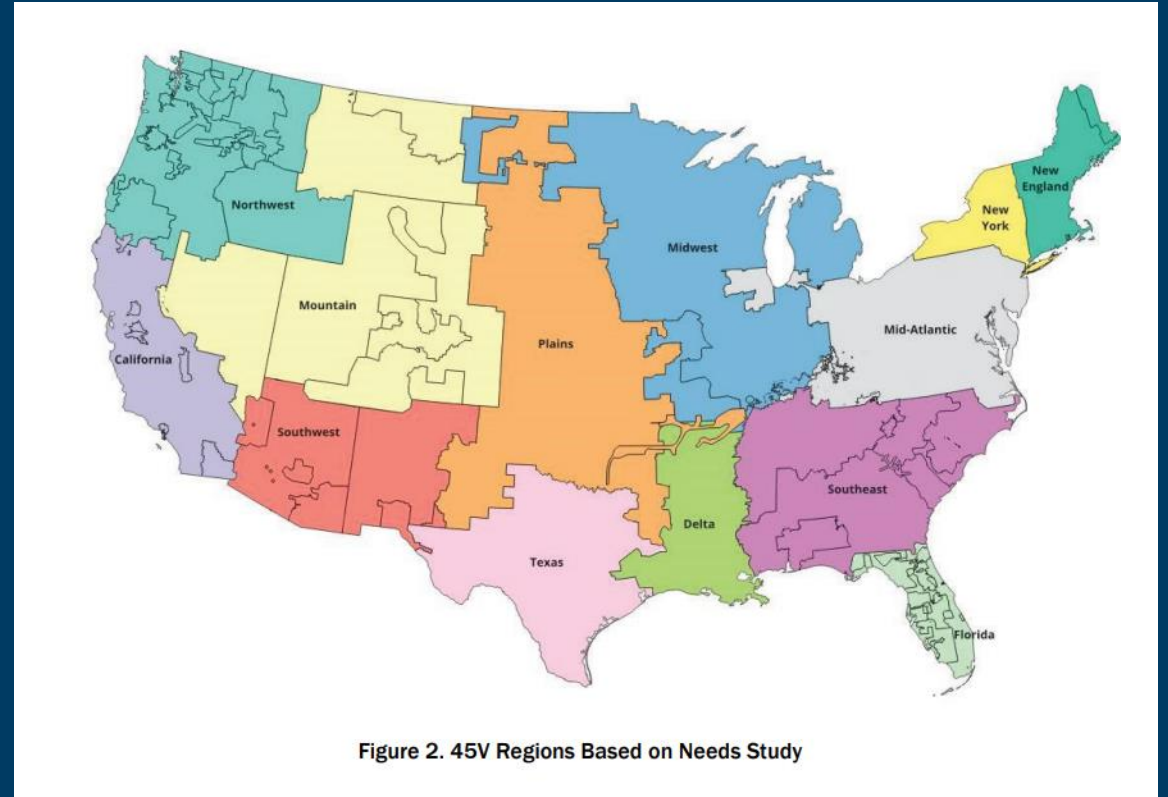 Northwest
New
England
New
York
Midwest
Mountain
Mid-Atlantic
Plains
California
Southwest
Southeast
Delta
Texas
Florida
Figure 2. 45V Regions Based on Needs Study